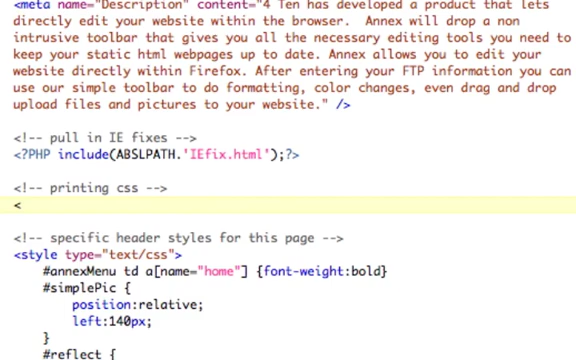 <meta name="Description" content="4 Ten has developed a product that lets
directly edit your website within the browser.  Annex will drop a non
intrusive toolbar that gives you all the necessary editing tools you need to
keep your static html webpages up to date. Annex allows you to edit your
website directly within Firefox. After entering your FTP information you can
use our simple toolbar to do formatting, color changes, even drag and drop
upload files and pictures to your website." />
<!-- pull in IE fixes -->
<?PHP include(ABSLPATH.'IEfix.html');?>
<!-- printing css -->
<
<!-- specific header styles for this page -->
<style type="text/css">
#annexMenu td a[name="home"] {font-weight:bold}
#simplePic {
position:relative;
left:140px;
}
#reflect {